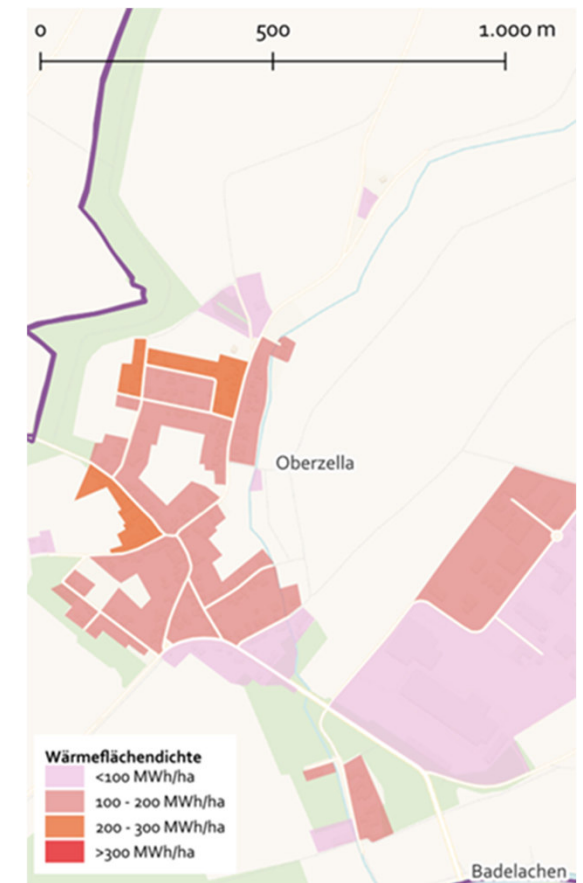 0 500 1.000 m
Oberzella
Wärmeflächendichte
<100 MWh/ha
100 - 200 MWh/ha
200 - 300 MWh/ha
>300 MWh/ha
Badelachen